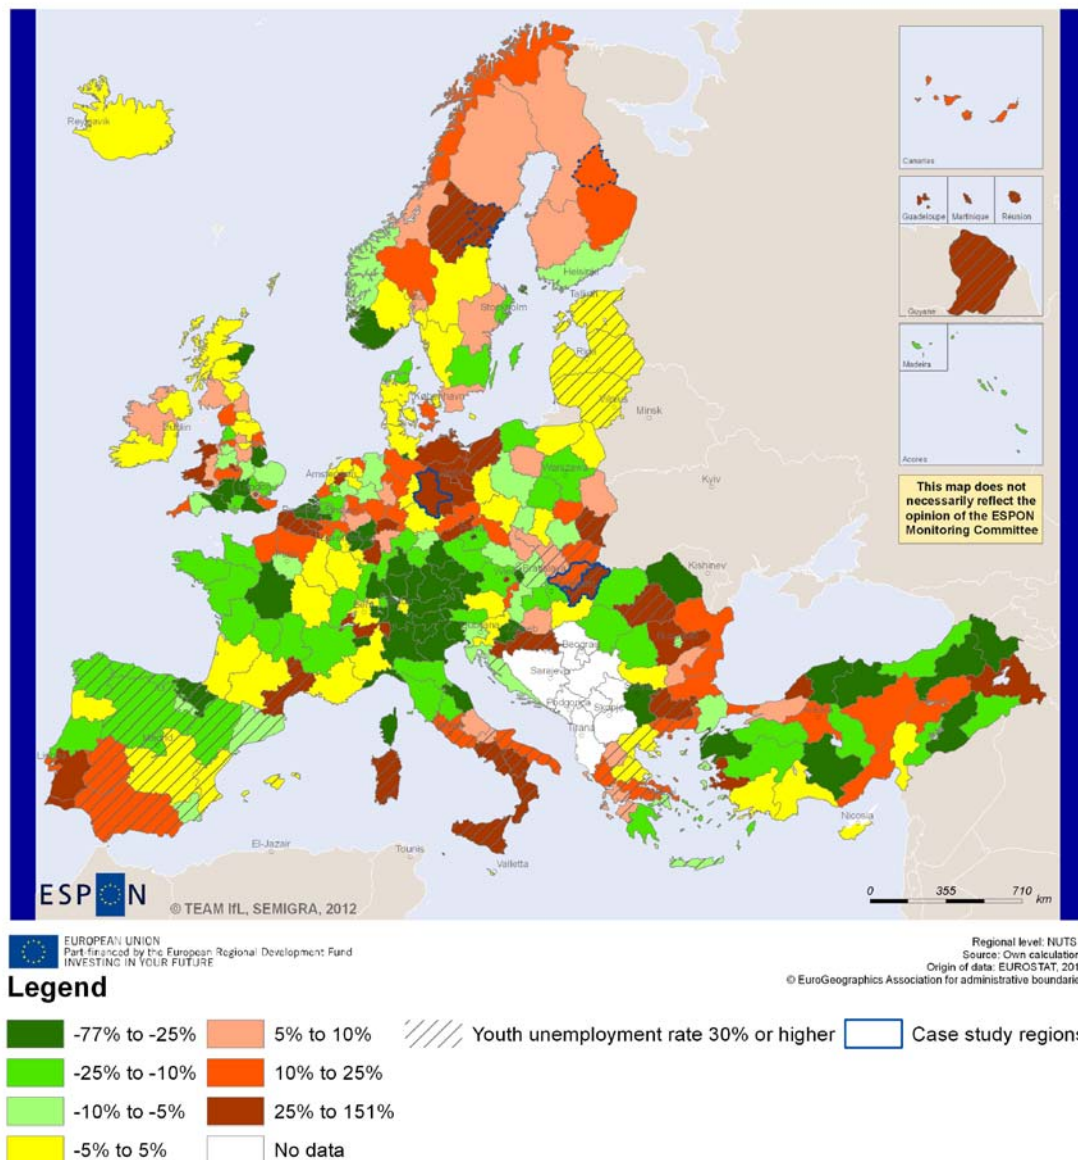 Reykjavik
Canarias
Guadeloupe
Martinique
Réunion
Guyane
Helsinki
Tallinn
Stockholm
Madeira
Riga
Acores
København
Vilnius
Minsk
Dublin
Amsterdam
Warszawa
Kyiv
This map does not
necessarily reflect the
opinion of the ESPON
Monitoring Committee
Bratislava
Kishinev
Ljubljana
Beograd
Sarajevo
Podgorica
Skopje
Tirana
Madrid
Nicosia
El-Jazair
Tounis
Valletta
ESPON
© TEAM IfL, SEMIGRA, 2012
0 355 710
km
EUROPEAN UNION
Part-financed by the European Regional Development Fund
INVESTING IN YOUR FUTURE
Regional level: NUTS
Source: Own calculation
Origin of data: EUROSTAT, 201
© EuroGeographics Association for administrative boundarie
Legend
-77% to -25%
5% to 10%
Youth unemployment rate 30% or higher
Case study regions
-25% to -10%
10% to 25%
-10% to -5%
25% to 151%
-5% to 5%
No data